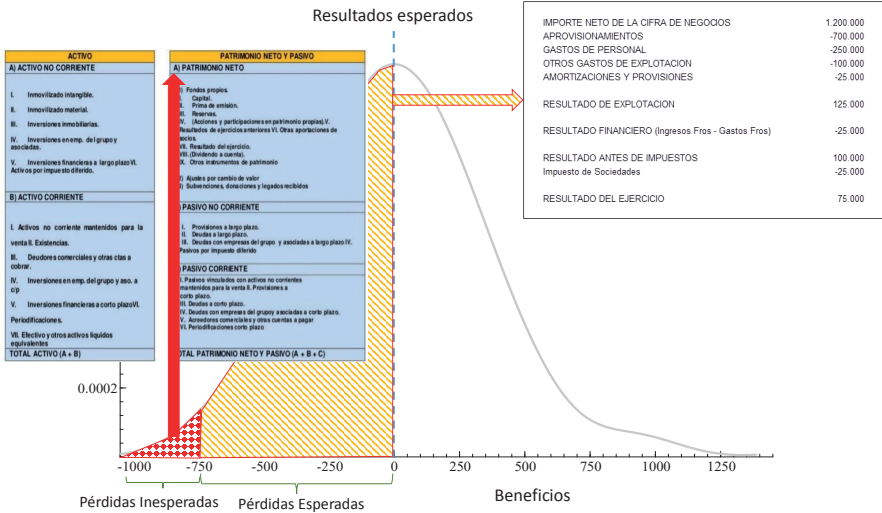 Resultados esperados
ACTIVO
A) ACTIVO NO CORRIENTE
I. Inmovilizado intangible.
II. Inmovilizado material.
III. Inversiones inmobiliarias.
IV. Inversiones en emp. del grupo y
asociadas.
V. Inversiones financieras a largo plazo VI.
Activos por impuesto diferido.
B) ACTIVO CORRIENTE
I. Activos no corriente mantenidos para la
venta II. Existencias.
III. Deudores comerciales y otras ctas a
cobrar.
IV. Inversiones en emp. del grupo y aso. a
c/p
V. Inversiones financieras a corto plazo VI.
Periodificaciones.
VII. Efectivo y otros activos líquidos
equivalentes
TOTAL ACTIVO (A + B)
PATRIMONIO NETO Y PASIVO
A) PATRIMONIO NETO
) Fondos propios.
I. Capital.
II. Prima de emisión.
III. Reservas.
IV. (Acciones y participaciones en patrimonio propias).V.
Resultados de ejercicios anteriores VI. Otras aportaciones de
socios.
VII. Resultado del ejercicio.
VIII. (Dividendo a cuenta).
IX. Otros instrumentos de patrimonio
) Ajustes por cambio de valor
) Subvenciones, donaciones y legados recibidos
) PASIVO NO CORRIENTE
I. Provisiones a largo plazo.
II. Deudas a largo plazo.
III. Deudas con empresas del grupo y asociadas a largo plazo IV.
Pasivos por impuesto diferido
) PASIVO CORRIENTE
I. Pasivos vinculados con activos no corrientes
mantenidos para la venta II. Provisiones a
corto plazo.
III. Deudas a corto plazo.
IV. Deudas con empresas del grupo y asociadas a corto plazo.
V. Acreedores comerciales y otras cuentas a pagar
VI. Periodificaciones corto plazo
TOTAL PATRIMONIO NETO Y PASIVO (A + B + C)
IMPORTE NETO DE LA CIFRA DE NEGOCIOS 1.200.000
APROVISIONAMIENTOS -700.000
GASTOS DE PERSONAL -250.000
OTROS GASTOS DE EXPLOTACION -100.000
AMORTIZACIONES Y PROVISIONES -25.000
RESULTADO DE EXPLOTACION 125.000
RESULTADO FINANCIERO (Ingresos Fros - Gastos Fros) -25.000
RESULTADO ANTES DE IMPUESTOS 100.000
Impuesto de Sociedades -25.000
RESULTADO DEL EJERCICIO 75.000
0.0002
-1000 -750 -500 -250 0 250 500 750 1000 1250
Pérdidas Inesperadas Pérdidas Esperadas Beneficios